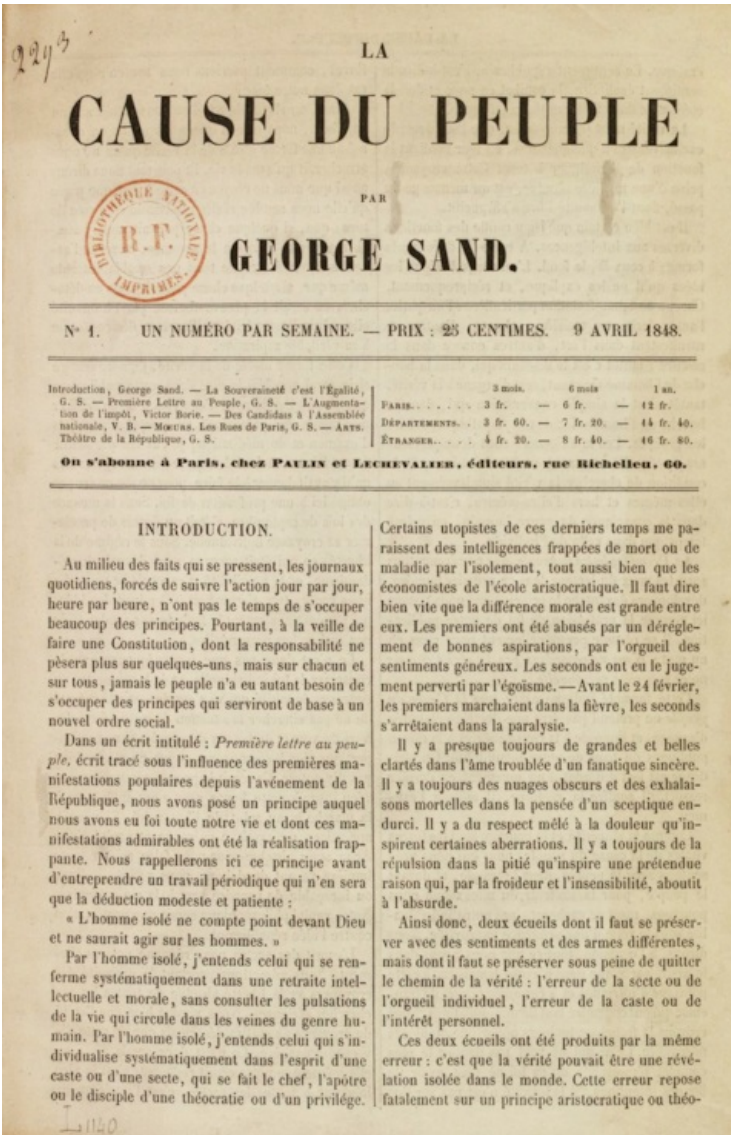 2293
LA
CAUSE DU PEUPLE
PAR
GEORGE SAND.
BIBLIOTHÈQUE NATIONALE
R.F.
IMPRIMÉS.
N° 1. UN NUMÉRO PAR SEMAINE. — PRIX : 25 CENTIMES. 9 AVRIL 1848.
Introduction, George Sand. — La Souveraineté c'est l'Égalité,
G. S. — Première Lettre au Peuple, G. S. — L'Augmenta-
tion de l'impôt, Victor Borie. — Des Candidats à l'Assemblée
nationale, V. B. — MŒURS. Les Rues de Paris, G. S. — ARTS.
Théâtre de la République, G. S.
3 mois. 6 mois 1 an.
PARIS....... 3 fr. — 6 fr. — 12 fr.
DÉPARTEMENTS.. 3 fr. 60. — 7 fr. 20. — 14 fr. 40.
ÉTRANGER..... 4 fr. 20. — 8 fr. 40. — 16 fr. 80.
On s'abonne à Paris, chez PAULIN et LECHEVALIER, éditeurs, rue Richelieu, 60.
INTRODUCTION.
Au milieu des faits qui se pressent, les journaux
quotidiens, forcés de suivre l'action jour par jour,
heure par heure, n'ont pas le temps de s'occuper
beaucoup des principes. Pourtant, à la veille de
faire une Constitution, dont la responsabilité ne
pèsera plus sur quelques-uns, mais sur chacun et
sur tous, jamais le peuple n'a eu autant besoin de
s'occuper des principes qui serviront de base à un
nouvel ordre social.
Dans un écrit intitulé : Première lettre au peu-
ple, écrit tracé sous l'influence des premières ma-
nifestations populaires depuis l'avénement de la
République, nous avons posé un principe auquel
nous avons eu foi toute notre vie et dont ces ma-
nifestations admirables ont été la réalisation frap-
pante. Nous rappellerons ici ce principe avant
d'entreprendre un travail périodique qui n'en sera
que la déduction modeste et patiente :
« L'homme isolé ne compte point devant Dieu
et ne saurait agir sur les hommes. »
Par l'homme isolé, j'entends celui qui se ren-
ferme systématiquement dans une retraite intel-
lectuelle et morale, sans consulter les pulsations
de la vie qui circule dans les veines du genre hu-
main. Par l'homme isolé, j'entends celui qui s'in-
dividualise systématiquement dans l'esprit d'une
caste ou d'une secte, qui se fait le chef, l'apôtre
ou le disciple d'une théocratie ou d'un privilége.
Certains utopistes de ces derniers temps me pa-
raissent des intelligences frappées de mort ou de
maladie par l'isolement, tout aussi bien que les
économistes de l'école aristocratique. Il faut dire
bien vite que la différence morale est grande entre
eux. Les premiers ont été abusés par un dérégle-
ment de bonnes aspirations, par l'orgueil des
sentiments généreux. Les seconds ont eu le juge-
ment perverti par l'égoïsme. — Avant le 24 février,
les premiers marchaient dans la fièvre, les seconds
s'arrêtaient dans la paralysie.
Il y a presque toujours de grandes et belles
clartés dans l'âme troublée d'un fanatique sincère.
Il y a toujours des nuages obscurs et des exhalai-
sons mortelles dans la pensée d'un sceptique en-
durci. Il y a du respect mêlé à la douleur qu'in-
spirent certaines aberrations. Il y a toujours de la
répulsion dans la pitié qu'inspire une prétendue
raison qui, par la froideur et l'insensibilité, aboutit
à l'absurde.
Ainsi donc, deux écueils dont il faut se préser-
ver avec des sentiments et des armes différentes,
mais dont il faut se préserver sous peine de quitter
le chemin de la vérité : l'erreur de la secte ou de
l'orgueil individuel, l'erreur de la caste ou de
l'intérêt personnel.
Ces deux écueils ont été produits par la même
erreur : c'est que la vérité pouvait être une révé-
lation isolée dans le monde. Cette erreur repose
fatalement sur un principe aristocratique ou théo-